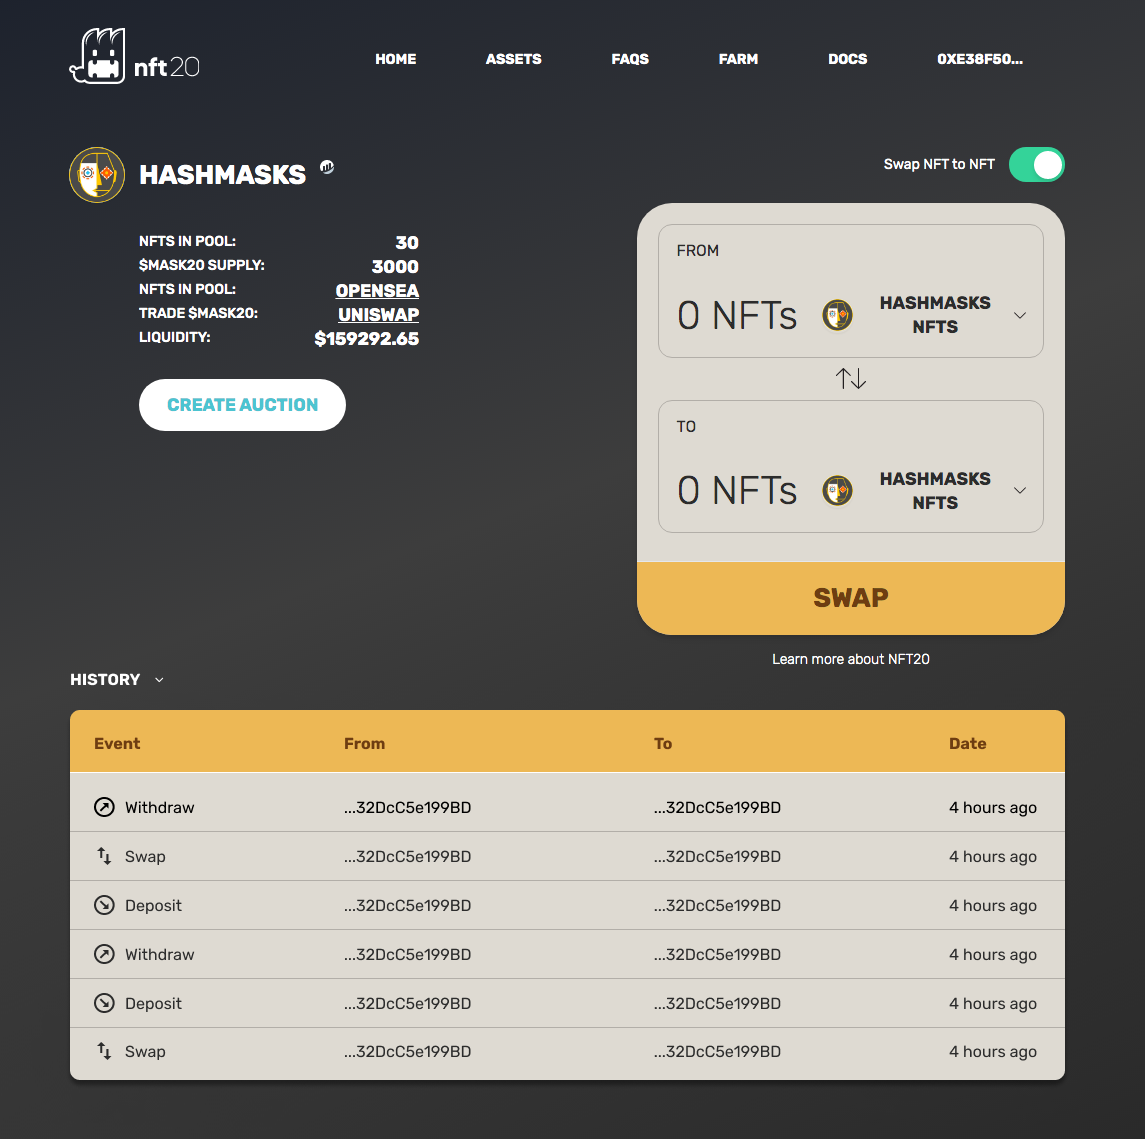 nft20
HOME ASSETS FAQS FARM DOCS 0XE38F50...
HASHMASKS
Swap NFT to NFT
NFTS IN POOL: 30
$MASK20 SUPPLY: 3000
NFTS IN POOL: OPENSEA
TRADE $MASK20: UNISWAP
LIQUIDITY: $159292.65
CREATE AUCTION
FROM
0 NFTs HASHMASKS
NFTS
TO
0 NFTs HASHMASKS
NFTS
SWAP
Learn more about NFT20
HISTORY
Event From To Date
Withdraw ...32DcC5e199BD ...32DcC5e199BD 4 hours ago
Swap ...32DcC5e199BD ...32DcC5e199BD 4 hours ago
Deposit ...32DcC5e199BD ...32DcC5e199BD 4 hours ago
Withdraw ...32DcC5e199BD ...32DcC5e199BD 4 hours ago
Deposit ...32DcC5e199BD ...32DcC5e199BD 4 hours ago
Swap ...32DcC5e199BD ...32DcC5e199BD 4 hours ago